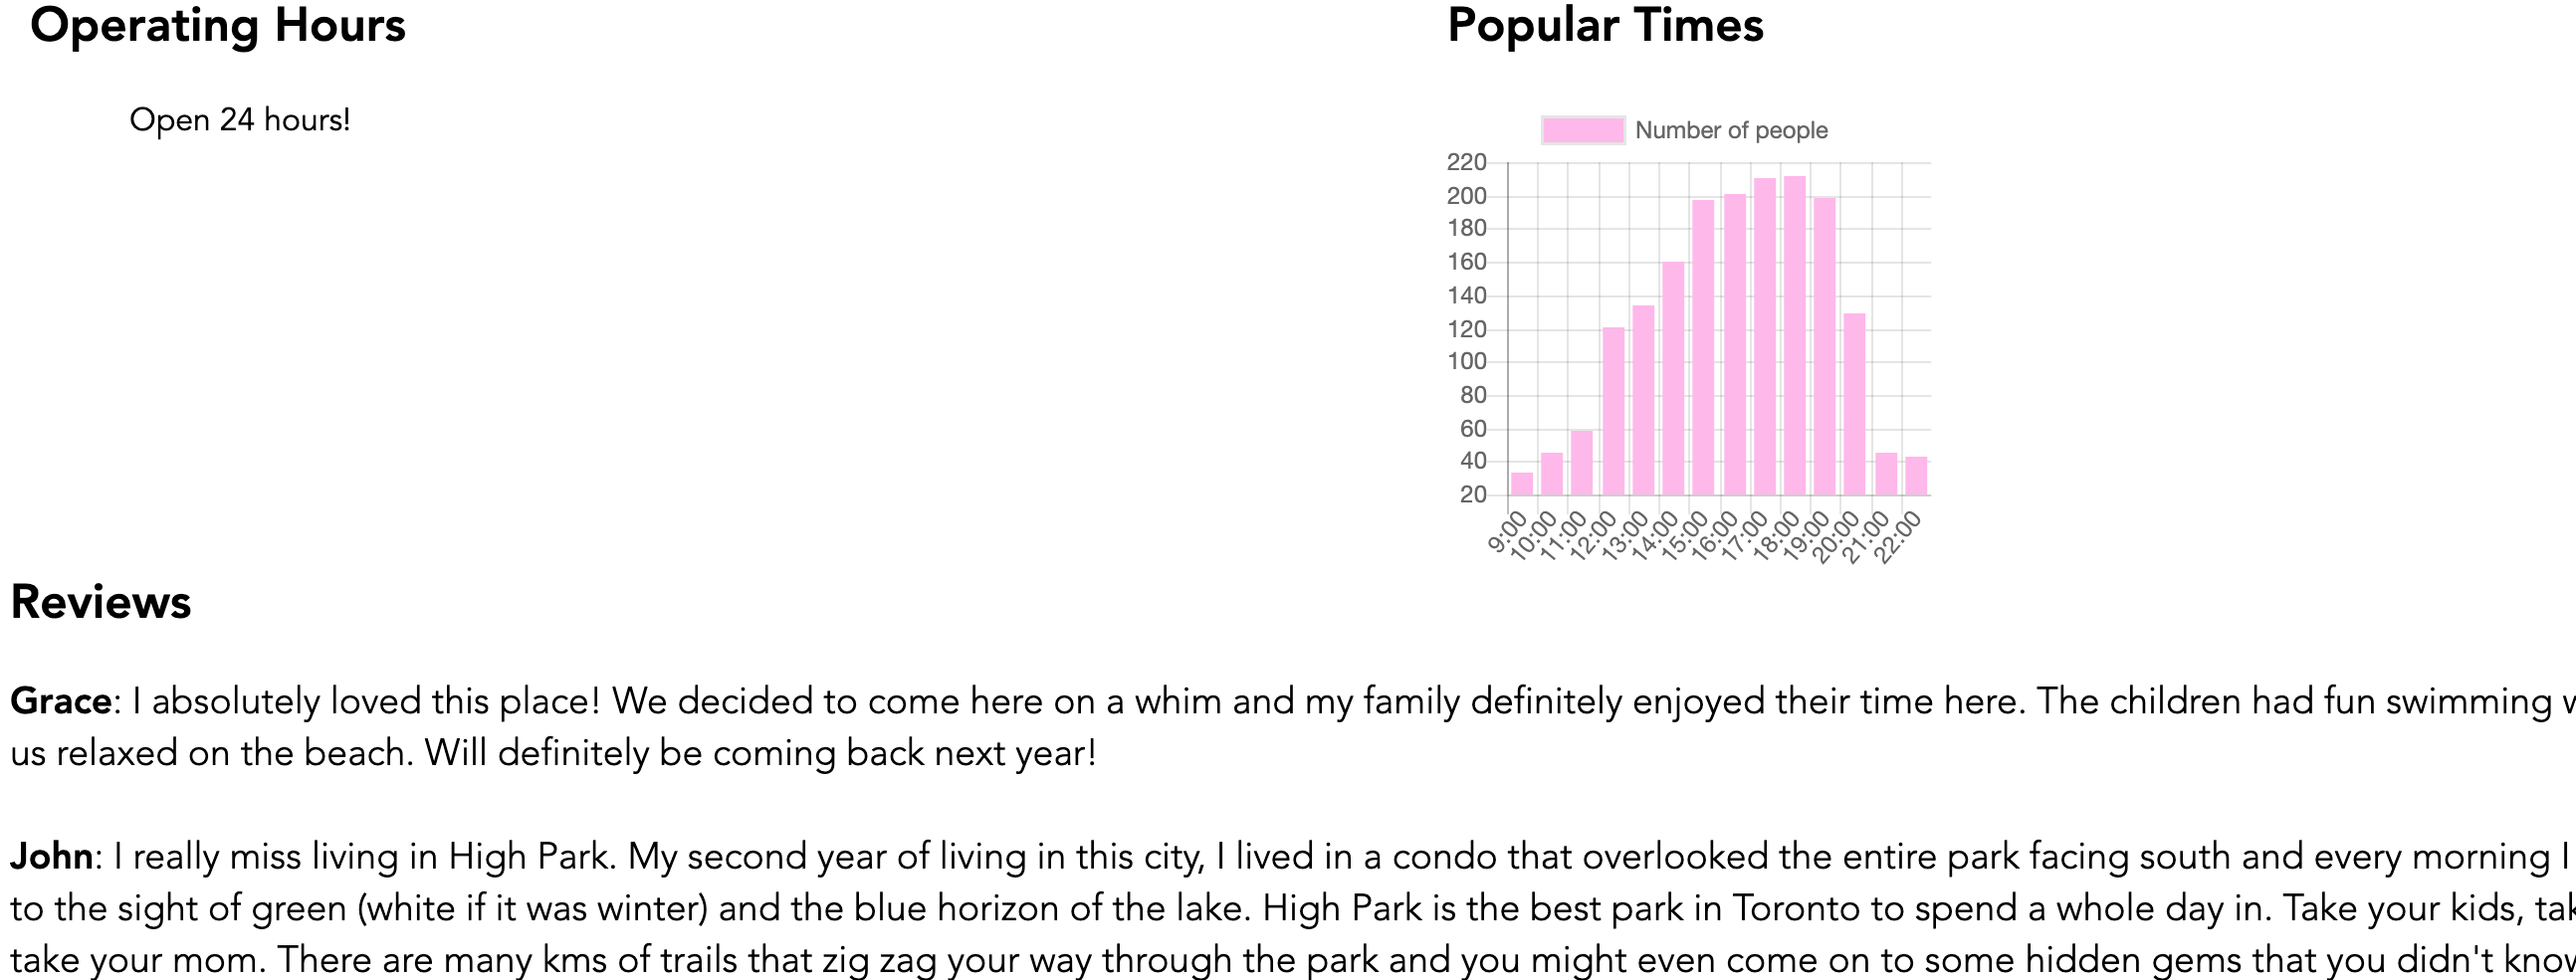 Operating Hours
Popular Times
Open 24 hours!
Number of people
220
200
180
160
140
120
100
80
60
40
20
9:00
10:00
11:00
12:00
13:00
14:00
15:00
16:00
17:00
18:00
19:00
20:00
21:00
22:00
Reviews
Grace: I absolutely loved this place! We decided to come here on a whim and my family definitely enjoyed their time here. The children had fun swimming
us relaxed on the beach. Will definitely be coming back next year!
John: I really miss living in High Park. My second year of living in this city, I lived in a condo that overlooked the entire park facing south and every morning I
to the sight of green (white if it was winter) and the blue horizon of the lake. High Park is the best park in Toronto to spend a whole day in. Take your kids,
take your mom. There are many kms of trails that zig zag your way through the park and you might even come on to some hidden gems that you didn't